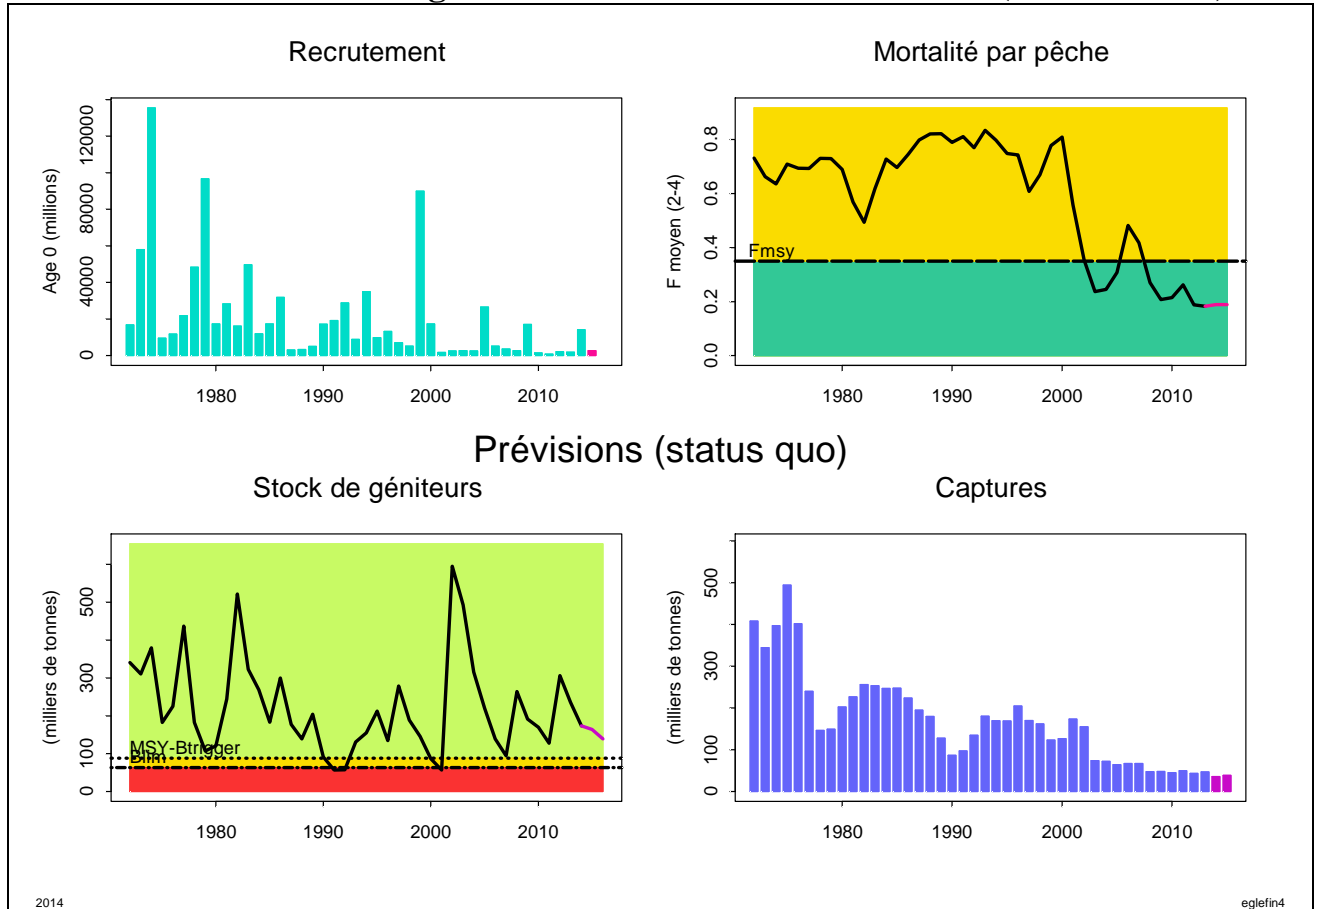 Recrutement
Age 0 (millions)
0
40000
80000
120000
1980
1990
2000
2010
Mortalité par pêche
F moyen (2-4)
0.0
0.2
0.4
0.6
0.8
Fmsy
1980
1990
2000
2010
Prévisions (status quo)
Stock de géniteurs
(milliers de tonnes)
0
100
300
500
MSY-Btrigger
Blim
1980
1990
2000
2010
Captures
(milliers de tonnes)
0
100
300
500
1980
1990
2000
2010
2014
eglefin4